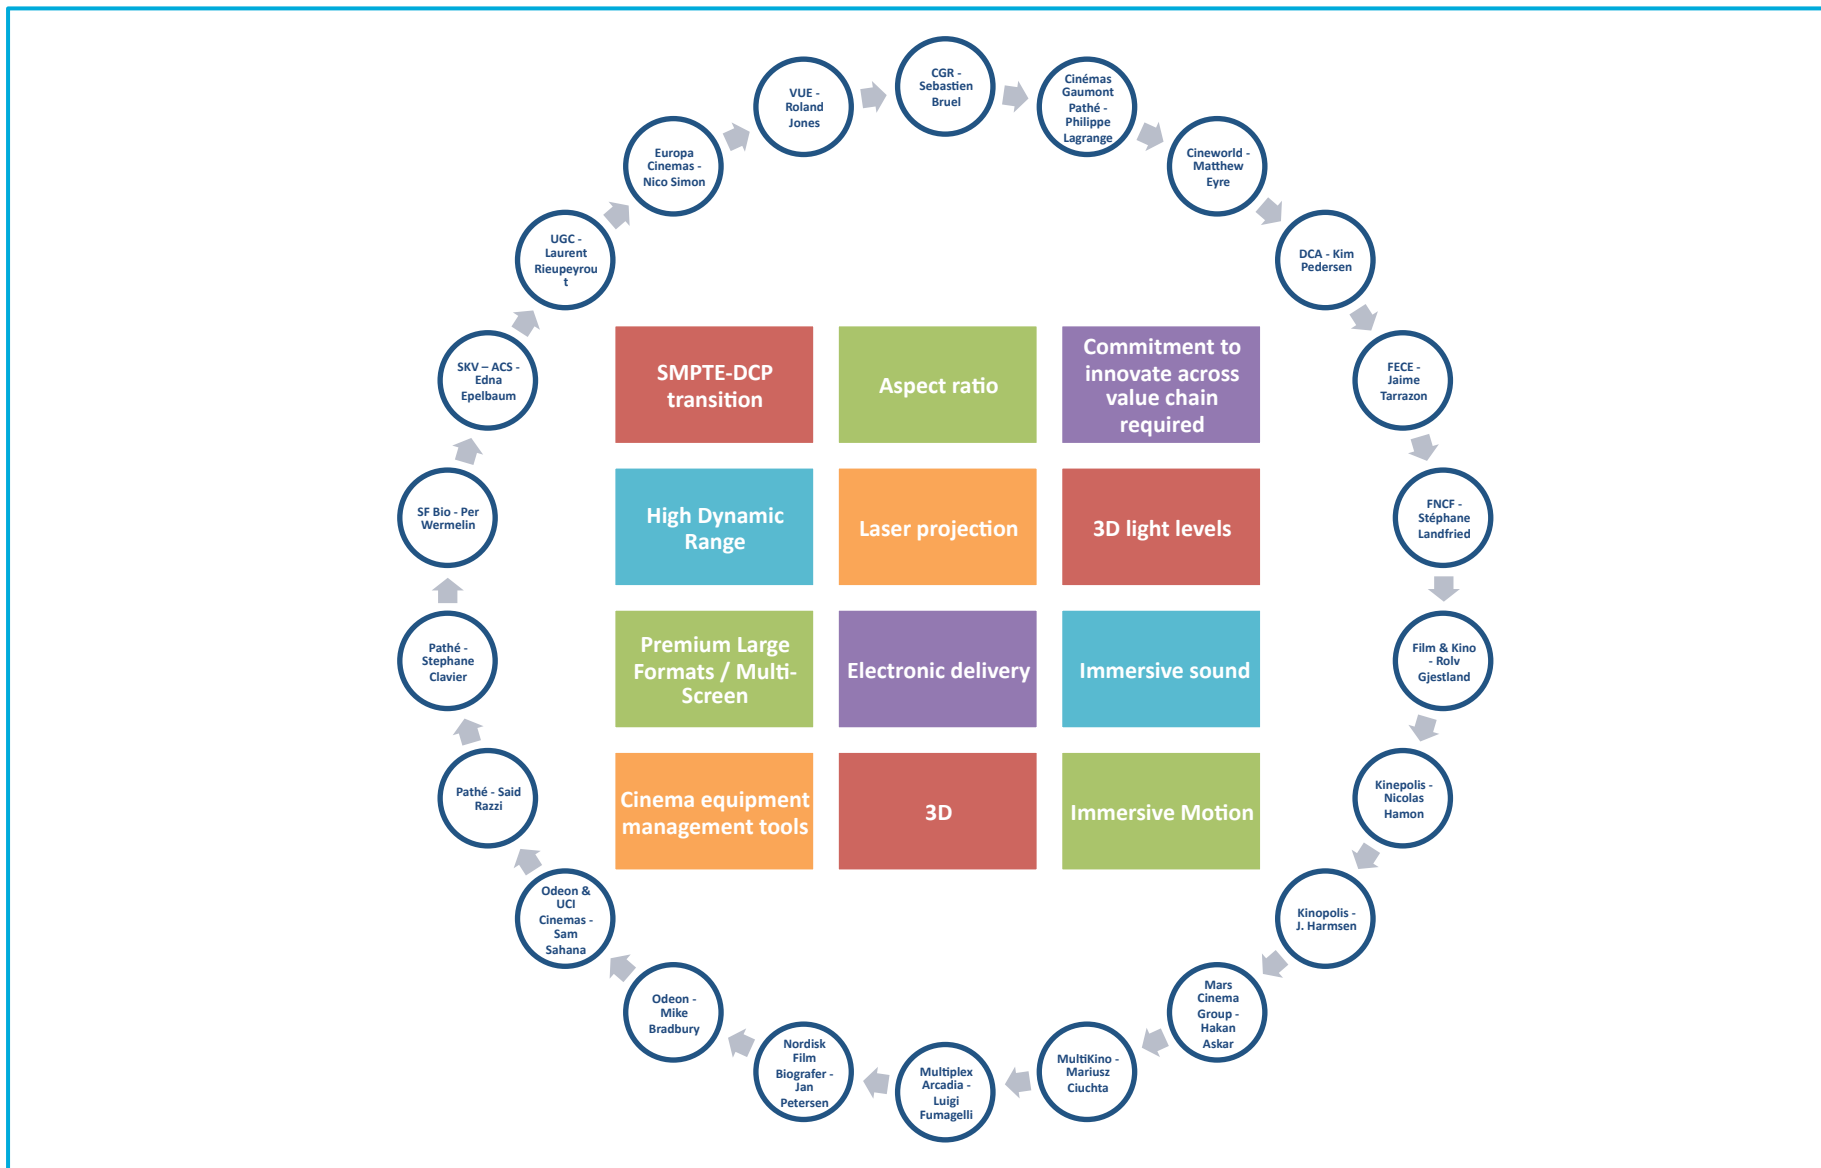 CGR -
Sebastien
Bruel
Cinémas
Gaumont
Pathé -
Philippe
Lagrange
Cineworld -
Matthew
Eyre
DCA - Kim
Pedersen
FECE -
Jaime
Tarrazon
FNCF -
Stéphane
Landfried
Film & Kino
- Rolv
Gjestland
Kinepolis -
Nicolas
Hamon
Kinopolis -
J. Harmsen
Mars
Cinema
Group -
Hakan
Askar
MultiKino -
Mariusz
Ciuchta
Multiplex
Arcadia -
Luigi
Fumagelli
Nordisk
Film
Biografer -
Jan
Petersen
Odeon -
Mike
Bradbury
Odeon &
UCI
Cinemas -
Sam
Sahana
Pathé - Said
Razzi
Pathé -
Stephane
Clavier
SF Bio - Per
Wermelin
SKV – ACS -
Edna
Epelbaum
UGC -
Laurent
Rieupeyrou
t
Europa
Cinemas -
Nico Simon
VUE -
Roland
Jones
SMPTE-DCP
transition
Aspect ratio
Commitment to
innovate across
value chain
required
High Dynamic
Range
Laser projection
3D light levels
Premium Large
Formats / Multi-
Screen
Electronic delivery
Immersive sound
Cinema equipment
management tools
3D
Immersive Motion